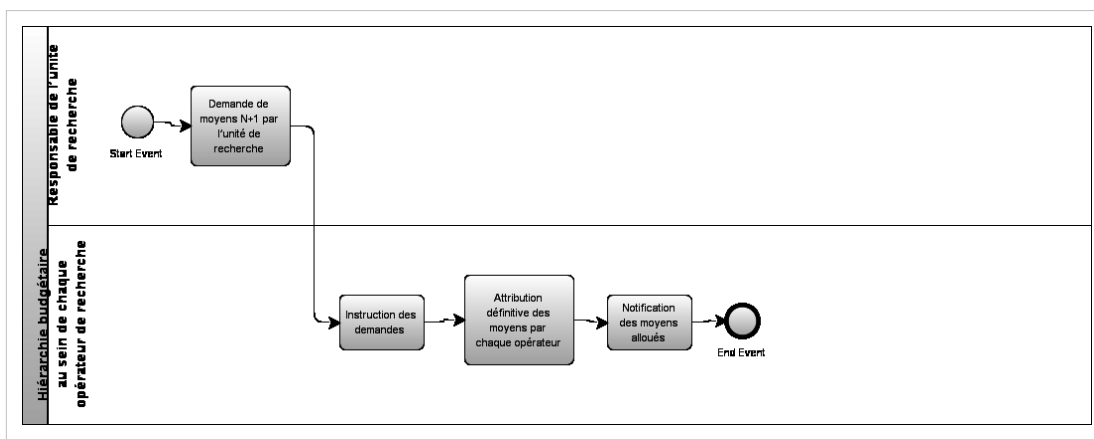 Responsable de l'unite
de recherche
Start Event
Demande de
moyens N+1 par
l'unité de
recherche
Hiérarchie budgétaire
au sein de chaque
opérateur de recherche
Instruction des
demandes
Attribution
définitive des
moyens par
chaque opérateur
Notification
des moyens
alloués
End Event